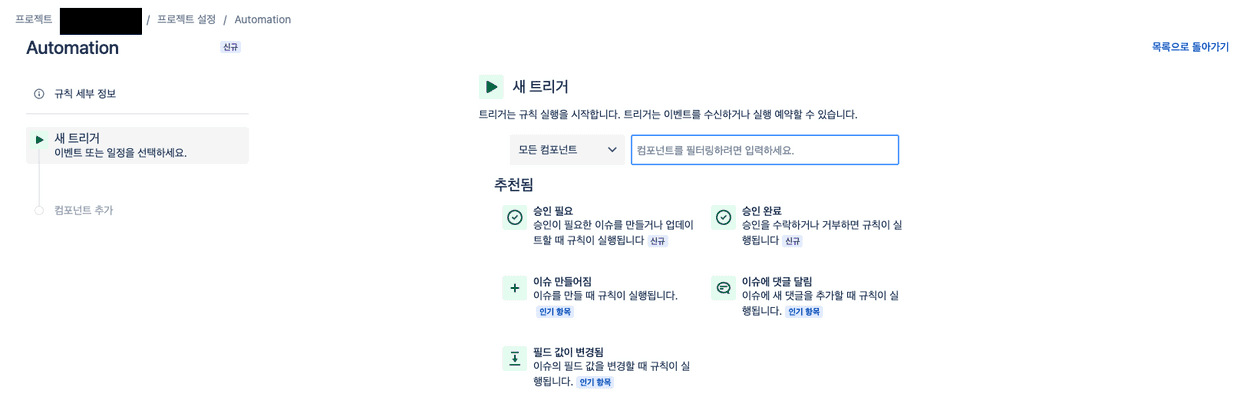 프로젝트 / 프로젝트 설정 / Automation
Automation 신규
목록으로 돌아가기
규칙 세부 정보
새 트리거
이벤트 또는 일정을 선택하세요.
컴포넌트 추가
새 트리거
트리거는 규칙 실행을 시작합니다. 트리거는 이벤트를 수신하거나 실행 예약할 수 있습니다.
모든 컴포넌트
컴포넌트를 필터링하려면 입력하세요.
추천됨
승인 필요
승인이 필요한 이슈를 만들거나 업데이
트할 때 규칙이 실행됩니다 신규
승인 완료
승인을 수락하거나 거부하면 규칙이 실
행됩니다 신규
이슈 만들어짐
이슈를 만들 때 규칙이 실행됩니다.
인기 항목
이슈에 댓글 달림
이슈에 새 댓글을 추가할 때 규칙이 실
행됩니다. 인기 항목
필드 값이 변경됨
이슈의 필드 값을 변경할 때 규칙이 실
행됩니다. 인기 항목